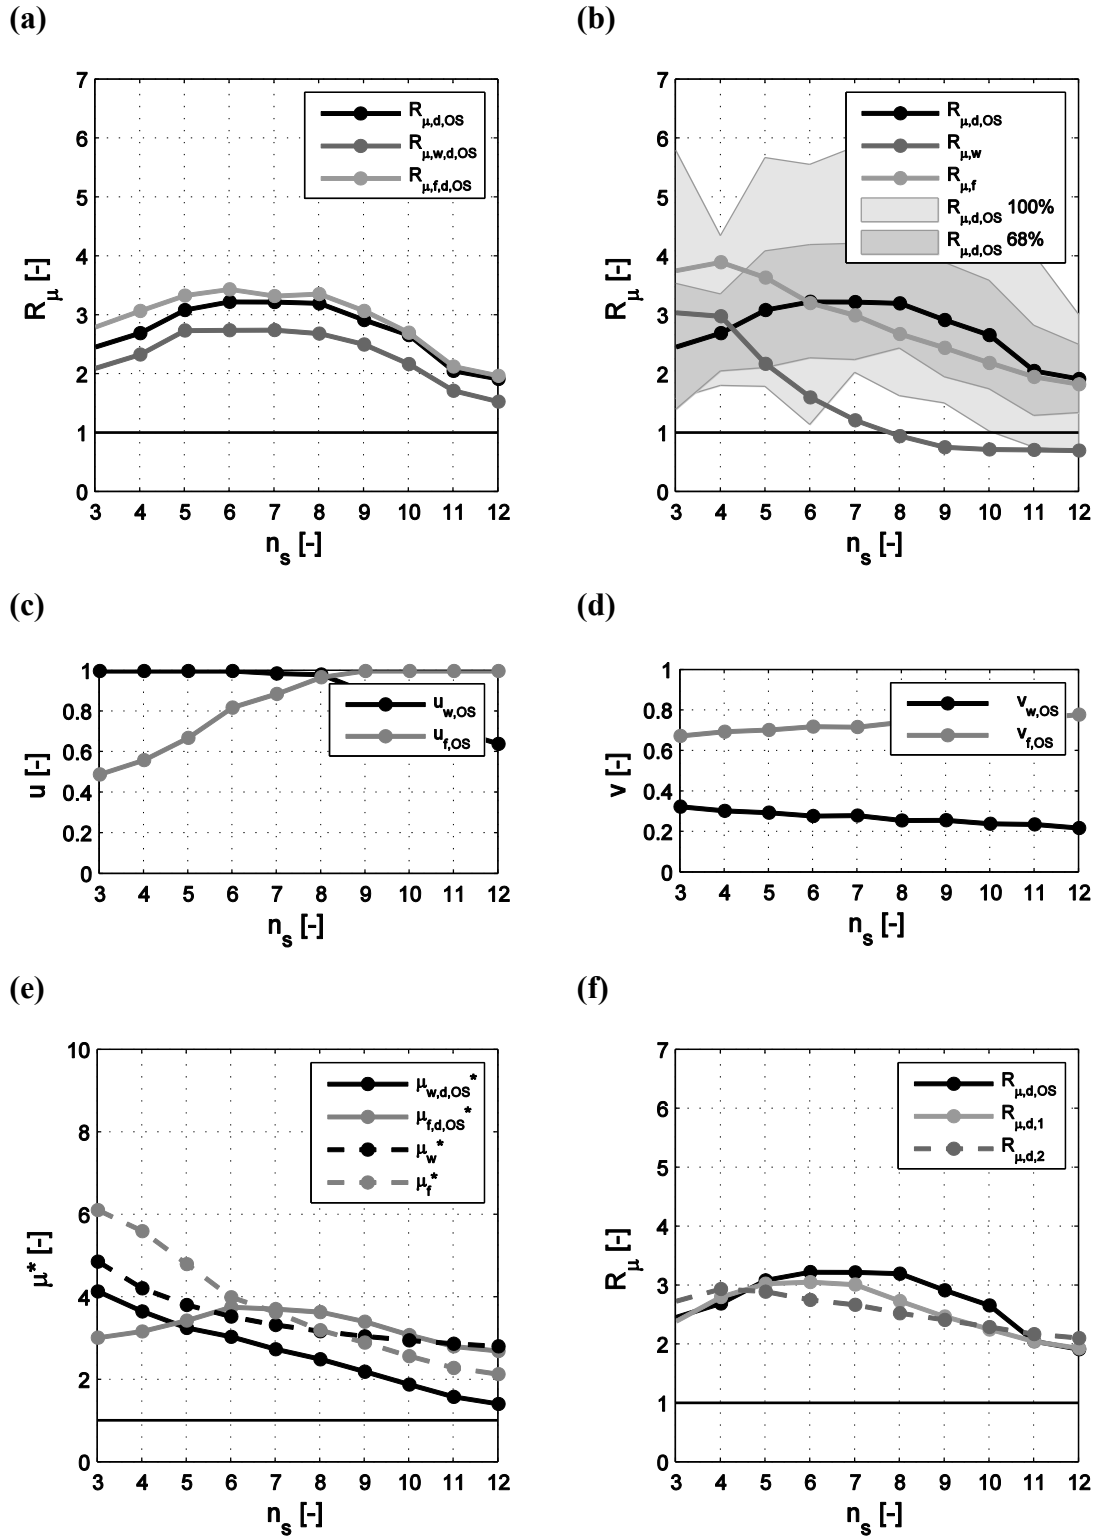 (a)
7
6
5
4
3
2
1
0
R_μ [-]
R_μ,d,OS
R_μ,w,d,OS
R_μ,f,d,OS
3 4 5 6 7 8 9 10 11 12
n_s [-]
(b)
7
6
5
4
3
2
1
0
R_μ [-]
R_μ,d,OS
R_μ,w
R_μ,f
R_μ,d,OS 100%
R_μ,d,OS 68%
3 4 5 6 7 8 9 10 11 12
n_s [-]
(c)
1
0.8
0.6
0.4
0.2
0
u [-]
u_w,OS
u_f,OS
3 4 5 6 7 8 9 10 11 12
n_s [-]
(d)
1
0.8
0.6
0.4
0.2
0
v [-]
v_w,OS
v_f,OS
3 4 5 6 7 8 9 10 11 12
n_s [-]
(e)
10
8
6
4
2
0
μ* [-]
μ_w,d,OS*
μ_f,d,OS*
μ_w*
μ_f*
3 4 5 6 7 8 9 10 11 12
n_s [-]
(f)
7
6
5
4
3
2
1
0
R_μ [-]
R_μ,d,OS
R_μ,d,1
R_μ,d,2
3 4 5 6 7 8 9 10 11 12
n_s [-]